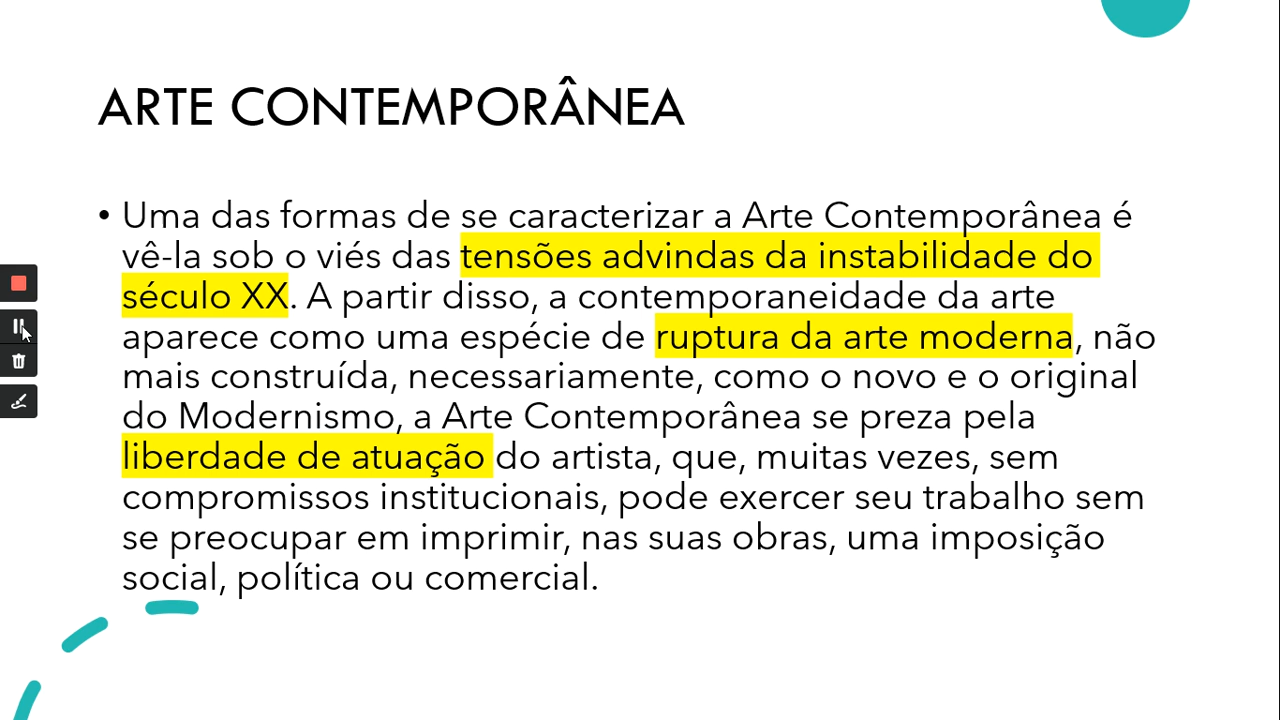 ARTE CONTEMPORÂNEA
• Uma das formas de se caracterizar a Arte Contemporânea é
vê-la sob o viés das tensões advindas da instabilidade do
século XX. A partir disso, a contemporaneidade da arte
aparece como uma espécie de ruptura da arte moderna, não
mais construída, necessariamente, como o novo e o original
do Modernismo, a Arte Contemporânea se preza pela
liberdade de atuação do artista, que, muitas vezes, sem
compromissos institucionais, pode exercer seu trabalho sem
se preocupar em imprimir, nas suas obras, uma imposição
social, política ou comercial.